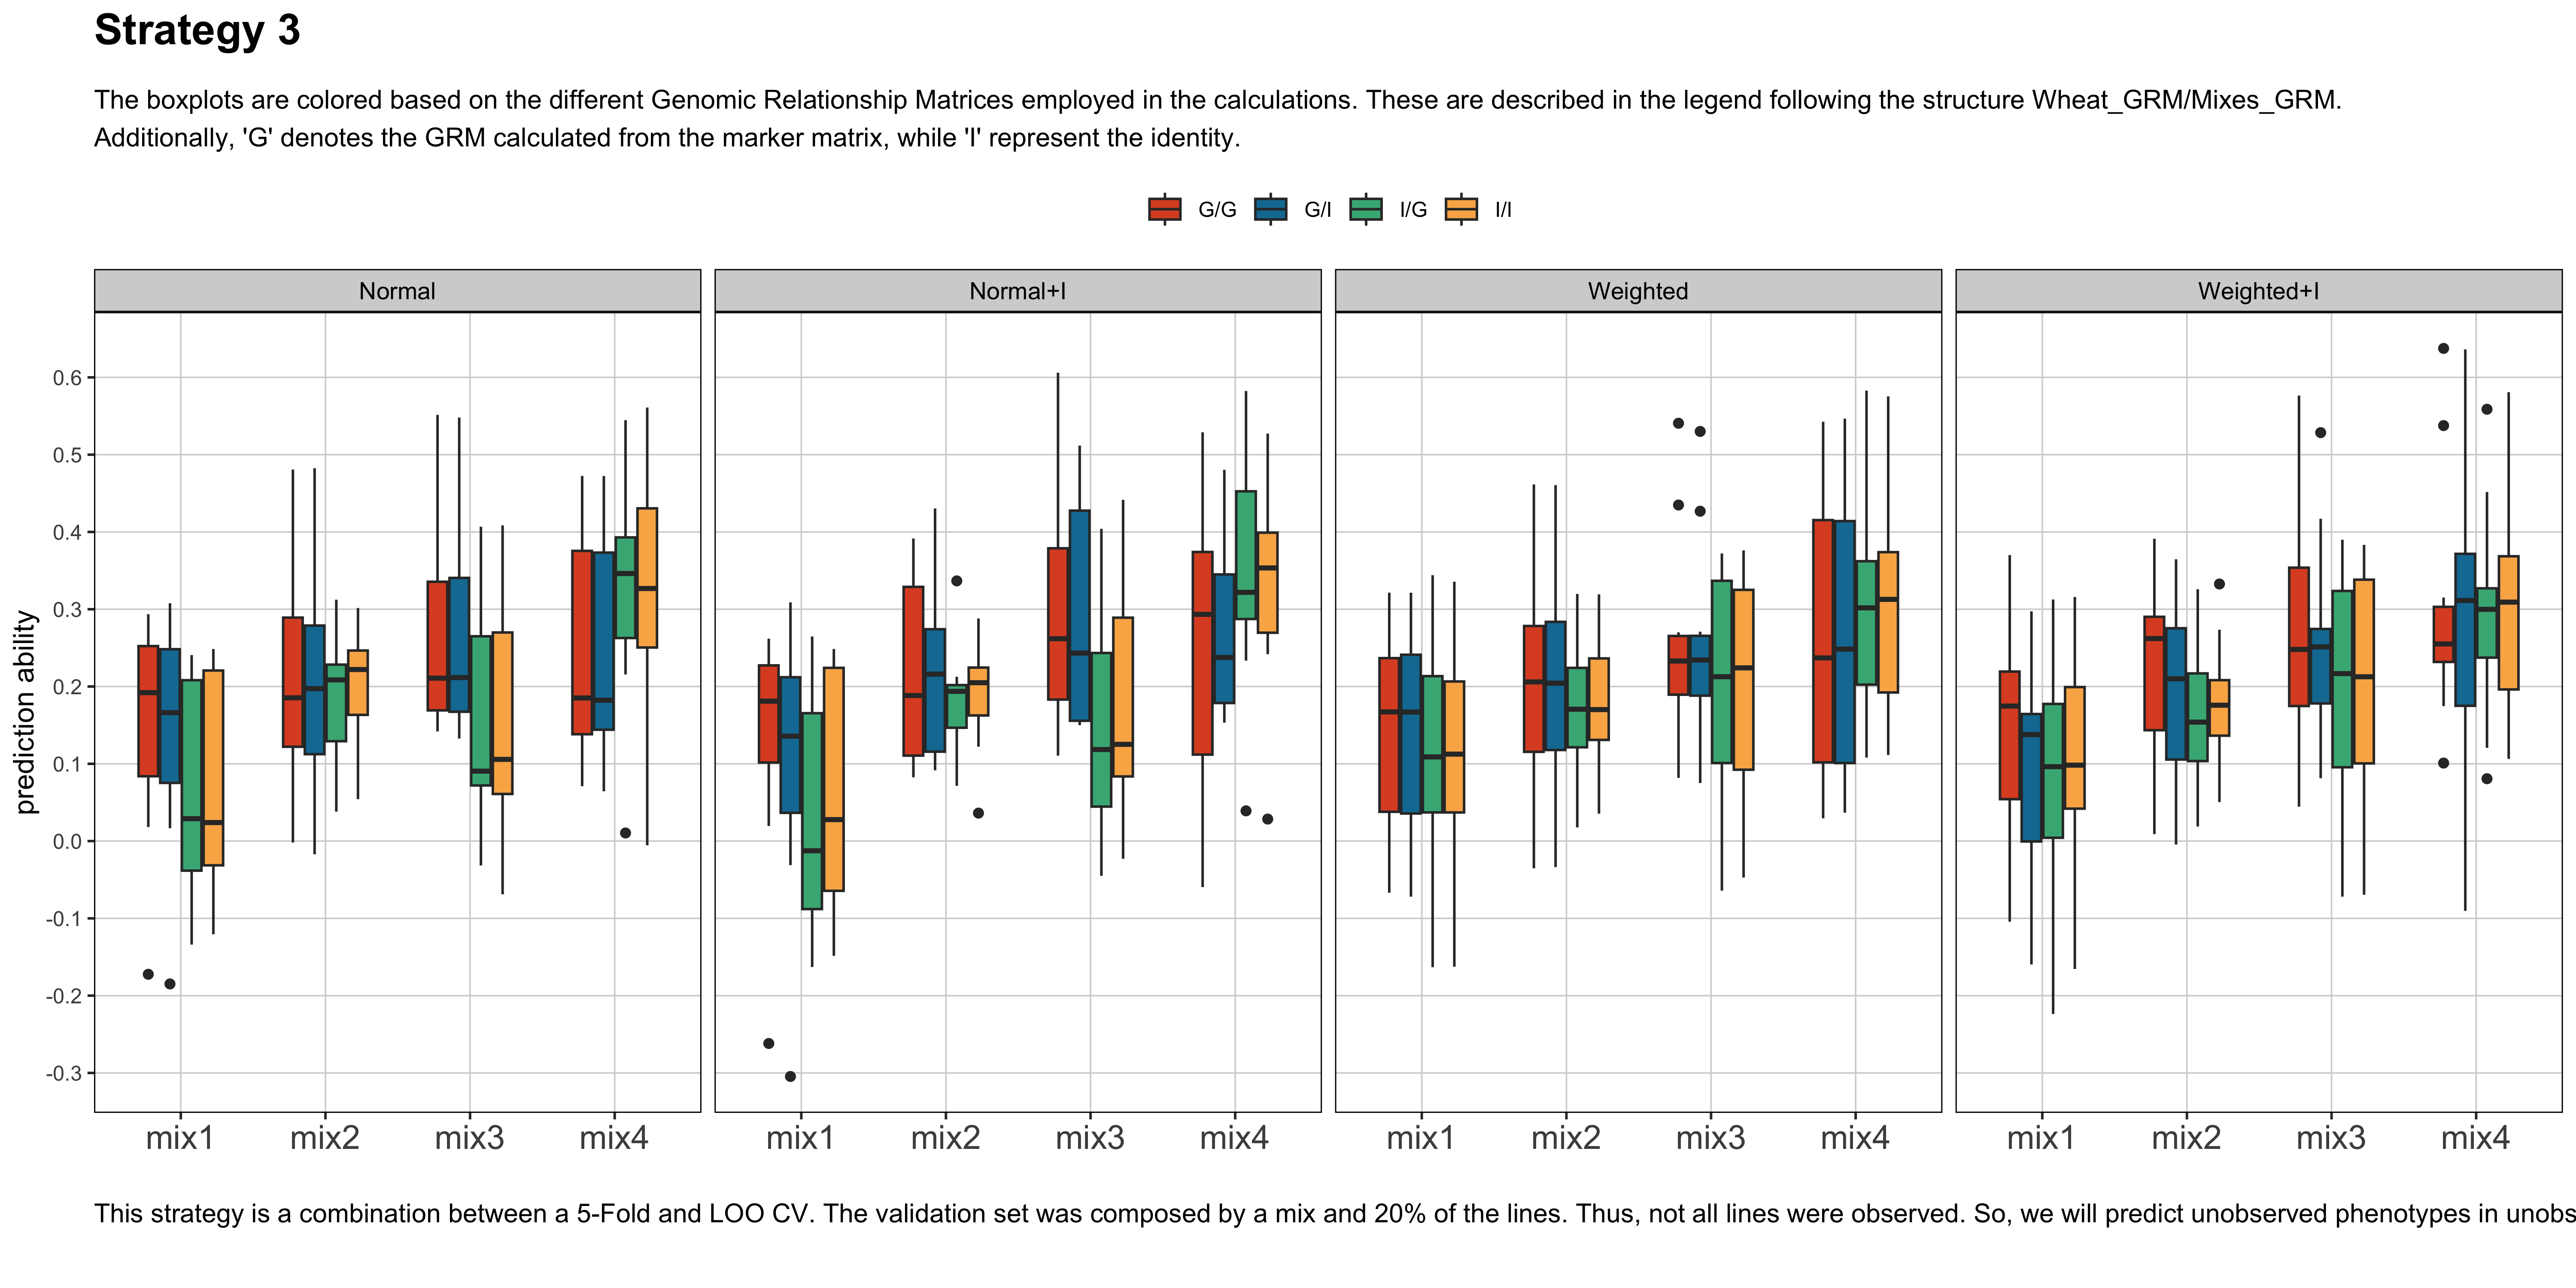 Strategy 3
The boxplots are colored based on the different Genomic Relationship Matrices employed in the calculations. These are described in the legend following the structure Wheat_GRM/Mixes_GRM.
Additionally, 'G' denotes the GRM calculated from the marker matrix, while 'I' represent the identity.
G/G G/I I/G I/I
Normal Normal+I Weighted Weighted+I
prediction ability
0.6
0.5
0.4
0.3
0.2
0.1
0.0
-0.1
-0.2
-0.3
mix1 mix2 mix3 mix4 mix1 mix2 mix3 mix4 mix1 mix2 mix3 mix4 mix1 mix2 mix3 mix4
This strategy is a combination between a 5-Fold and LOO CV. The validation set was composed by a mix and 20% of the lines. Thus, not all lines were observed. So, we will predict unobserved phenotypes in unobs